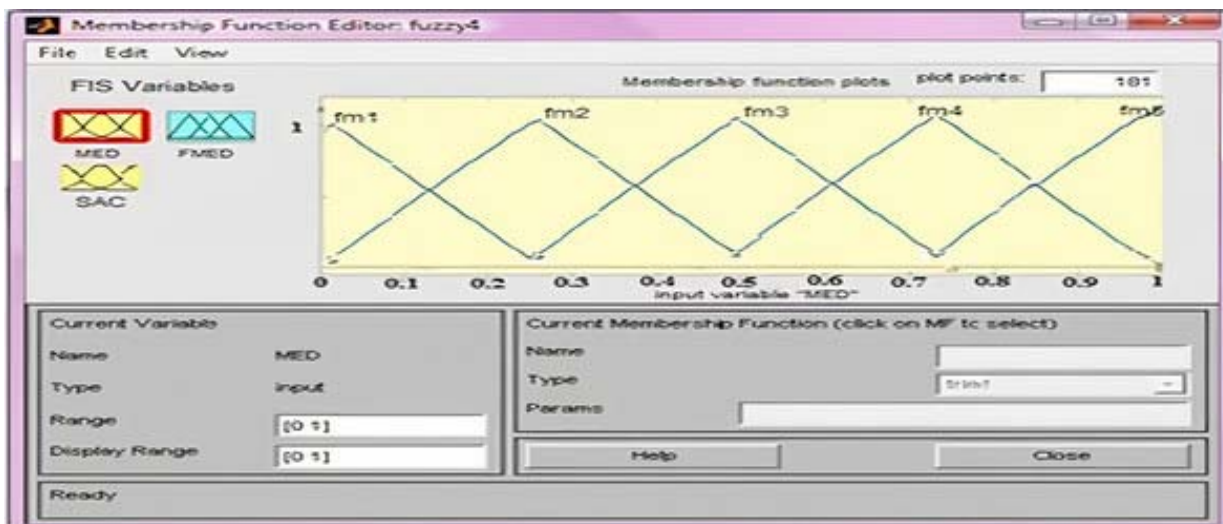 Membership Function Editor: fuzzy4
File Edit View
FIS Variables
Membership function plots plot points: 181
MED FMED
SAC
1
fm1 fm2 fm3 fm4 fm5
0 0.1 0.2 0.3 0.4 0.5 0.6 0.7 0.8 0.9 1
input variable "MED"
Current Variable
Name MED
Type input
Range [0 1]
Display Range [0 1]
Current Membership Function (click on MF to select)
Name
Type trimf
Params
Help Close
Ready